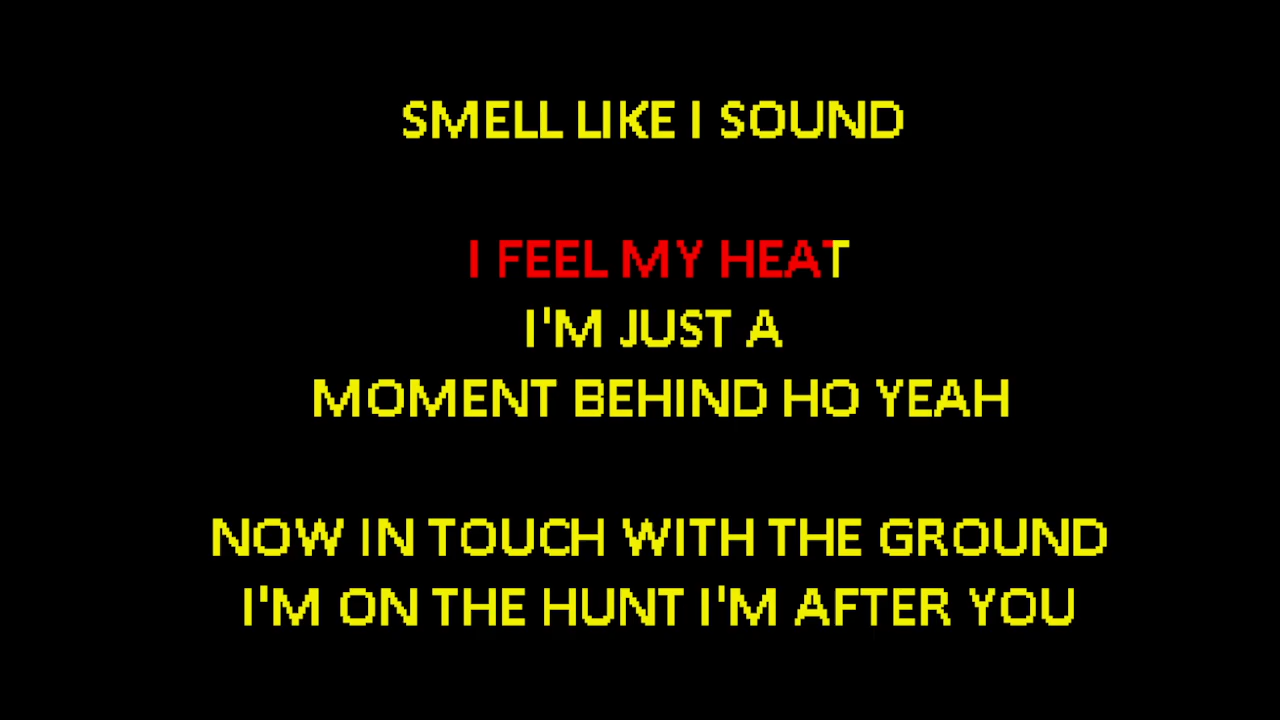 SMELL LIKE I SOUND
I FEEL MY HEAT
I'M JUST A
MOMENT BEHIND HO YEAH
NOW IN TOUCH WITH THE GROUND
I'M ON THE HUNT I'M AFTER YOU